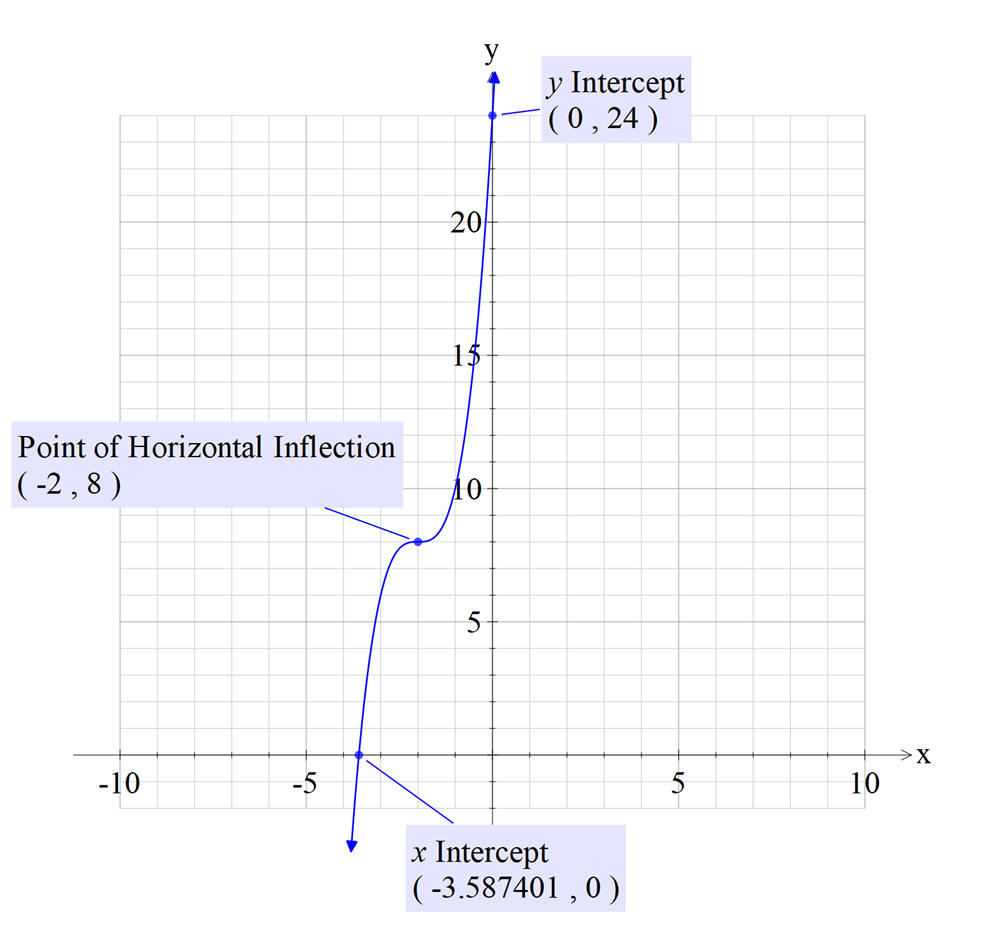 y
y Intercept
( 0 , 24 )
20
15
Point of Horizontal Inflection
( -2 , 8 )
10
5
x
-10
-5
5
10
x Intercept
( -3.587401 , 0 )